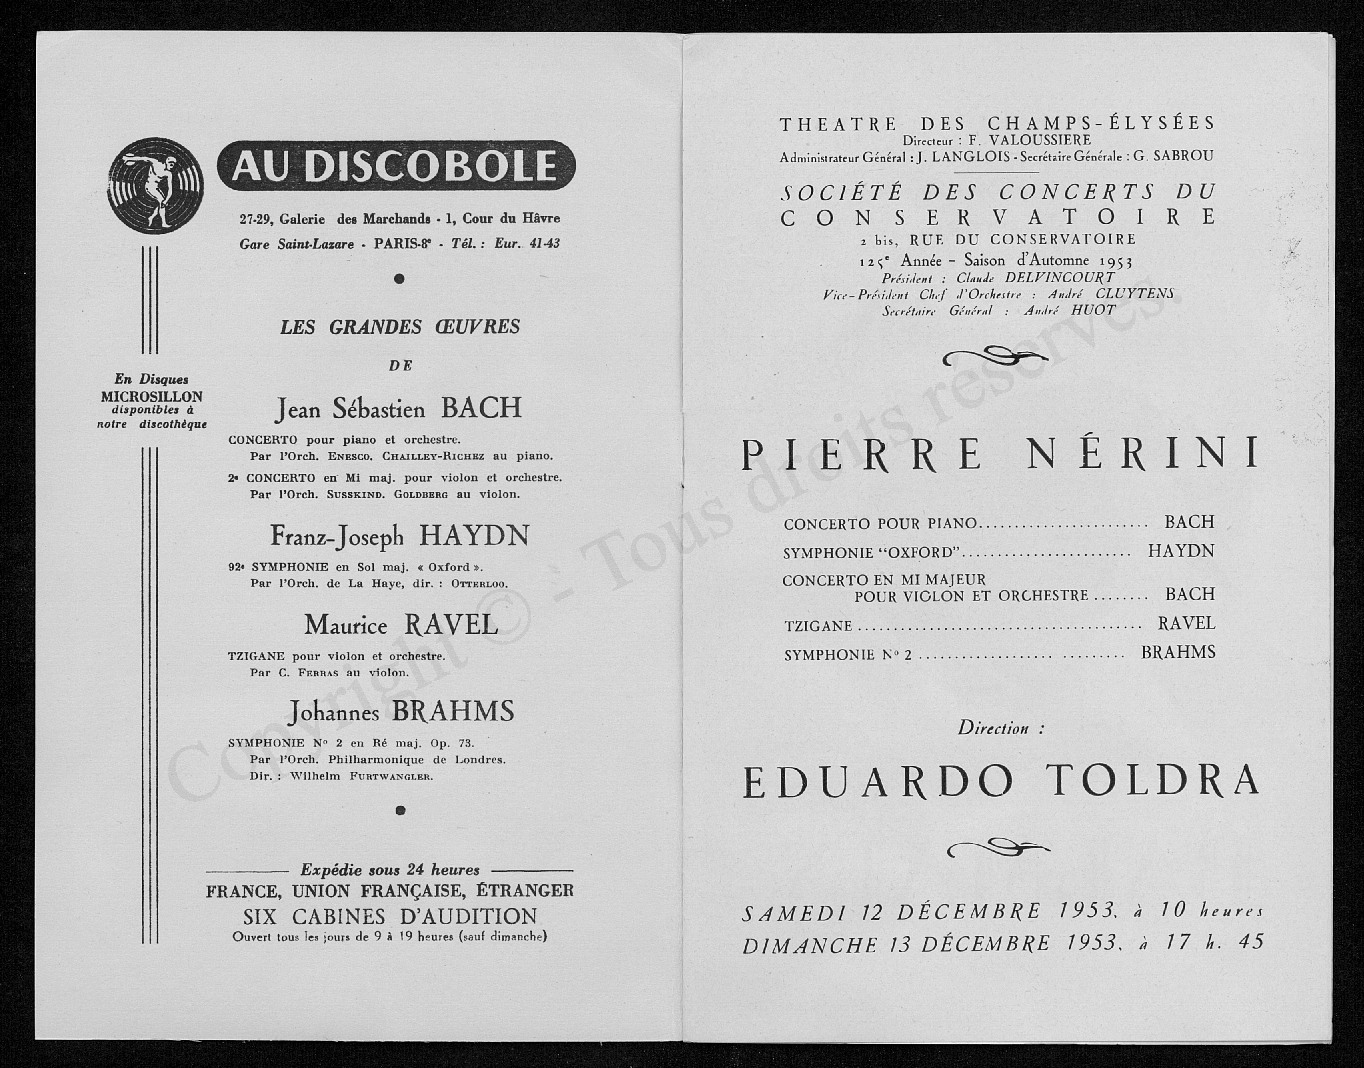 AU DISCOBOLE
27-29, Galerie des Marchands - 1, Cour du Hâvre
Gare Saint-Lazare - PARIS-8e - Tél. : Eur. 41-43
LES GRANDES ŒUVRES
DE
En Disques
MICROSILLON
disponibles à
notre discothèque
Jean Sébastien BACH
CONCERTO pour piano et orchestre.
Par l'Orch. ENESCO. CHAILLEY-RICHEZ au piano.
2e CONCERTO en Mi maj. pour violon et orchestre.
Par l'Orch. SUSSKIND. GOLDBERG au violon.
Franz-Joseph HAYDN
92e SYMPHONIE en Sol maj. « Oxford ».
Par l'Orch. de La Haye, dir. : OTTERLOO.
Maurice RAVEL
TZIGANE pour violon et orchestre.
Par C. FERRAS au violon.
Johannes BRAHMS
SYMPHONIE No 2 en Ré maj. Op. 73.
Par l'Orch. Philharmonique de Londres.
Dir. : Wilhelm FURTWANGLER.
Expédie sous 24 heures
FRANCE, UNION FRANÇAISE, ÉTRANGER
SIX CABINES D'AUDITION
Ouvert tous les jours de 9 à 19 heures (sauf dimanche)
THEATRE DES CHAMPS-ÉLYSÉES
Directeur : F. VALOUSSIERE
Administrateur Général : J. LANGLOIS - Secrétaire Générale : G. SABROU
SOCIÉTÉ DES CONCERTS DU
CONSERVATOIRE
2 bis, RUE DU CONSERVATOIRE
125e Année - Saison d'Automne 1953
Président : Claude DELVINCOURT
Vice-Président Chef d'Orchestre : André CLUYTENS
Secrétaire Général : André HUOT
PIERRE NÉRINI
CONCERTO POUR PIANO........................ BACH
SYMPHONIE "OXFORD"........................ HAYDN
CONCERTO EN MI MAJEUR
POUR VIOLON ET ORCHESTRE ........ BACH
TZIGANE ........................................ RAVEL
SYMPHONIE No 2 ................... ......... BRAHMS
Direction :
EDUARDO TOLDRA
SAMEDI 12 DÉCEMBRE 1953, à 10 heures
DIMANCHE 13 DÉCEMBRE 1953, à 17 h. 45
Copyright © - Tous droits réservés.